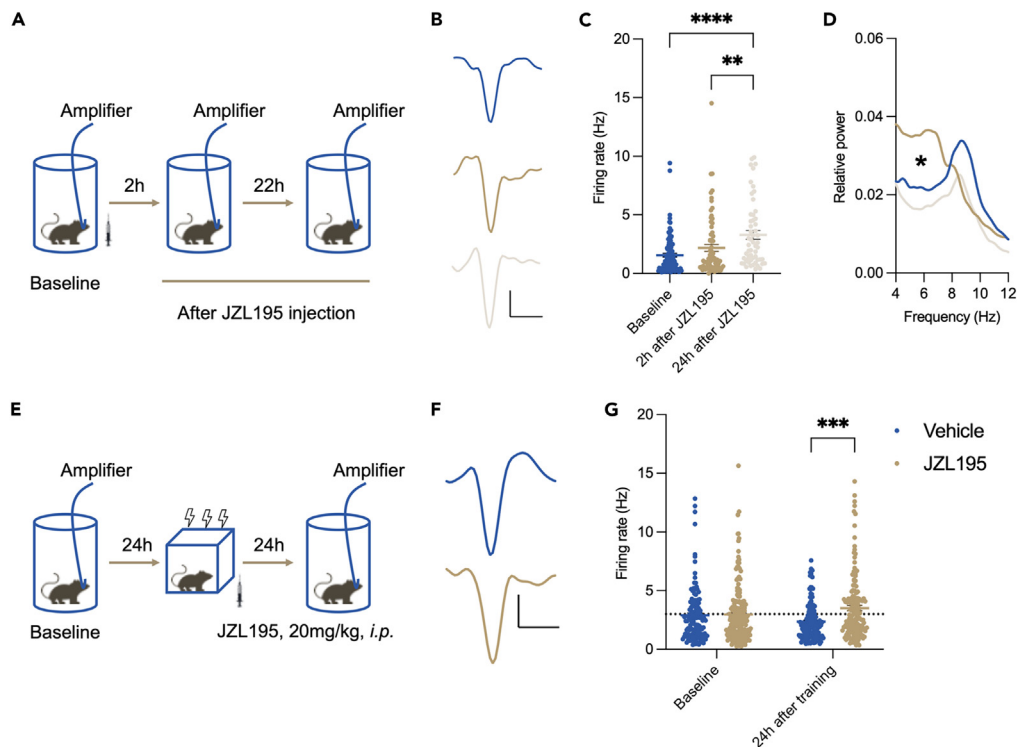 A
Amplifier
Amplifier
Amplifier
2h
22h
Baseline
After JZL195 injection
B
C
****
**
20
15
10
5
0
Firing rate (Hz)
Baseline
2h after JZL195
24h after JZL195
D
0.06
0.04
0.02
0.00
Relative power
*
4
6
8
10
12
Frequency (Hz)
E
Amplifier
Amplifier
24h
24h
Baseline
JZL195, 20mg/kg, i.p.
F
G
20
15
10
5
0
Firing rate (Hz)
***
Vehicle
JZL195
Baseline
24h after training